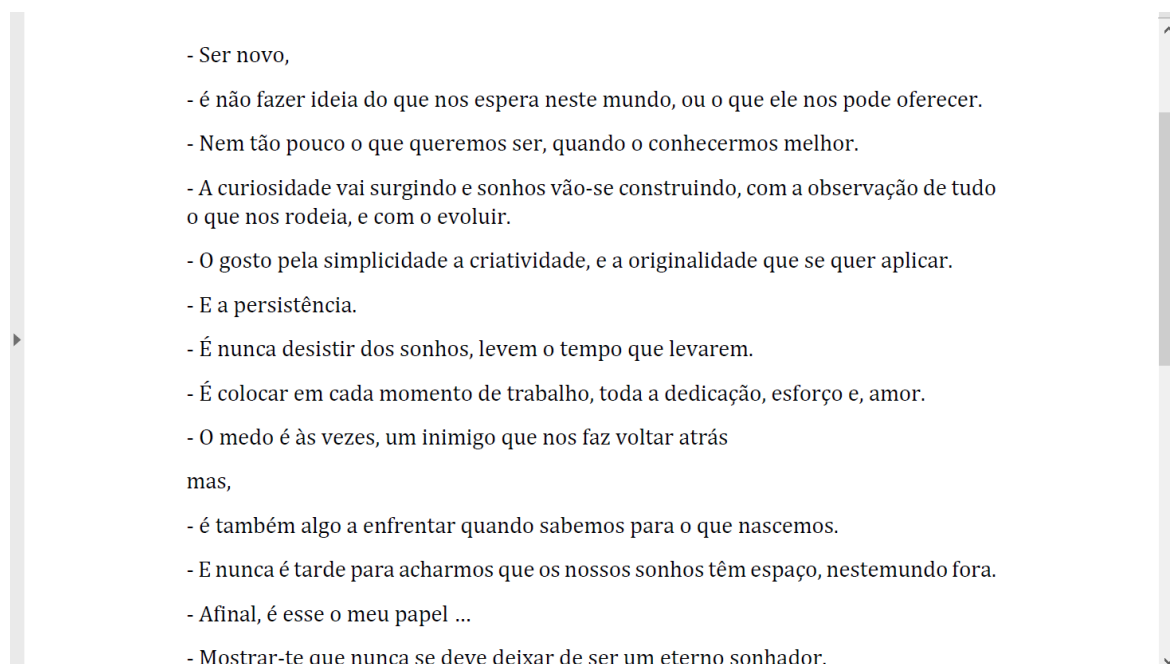 - Ser novo,
- é não fazer ideia do que nos espera neste mundo, ou o que ele nos pode oferecer.
- Nem tão pouco o que queremos ser, quando o conhecermos melhor.
- A curiosidade vai surgindo e sonhos vão-se construindo, com a observação de tudo
o que nos rodeia, e com o evoluir.
- O gosto pela simplicidade a criatividade, e a originalidade que se quer aplicar.
- E a persistência.
- É nunca desistir dos sonhos, levem o tempo que levarem.
- É colocar em cada momento de trabalho, toda a dedicação, esforço e, amor.
- O medo é às vezes, um inimigo que nos faz voltar atrás
mas,
- é também algo a enfrentar quando sabemos para o que nascemos.
- E nunca é tarde para acharmos que os nossos sonhos têm espaço, nestemundo fora.
- Afinal, é esse o meu papel ...
- Mostrar-te que nunca se deve deixar de ser um eterno sonhador.